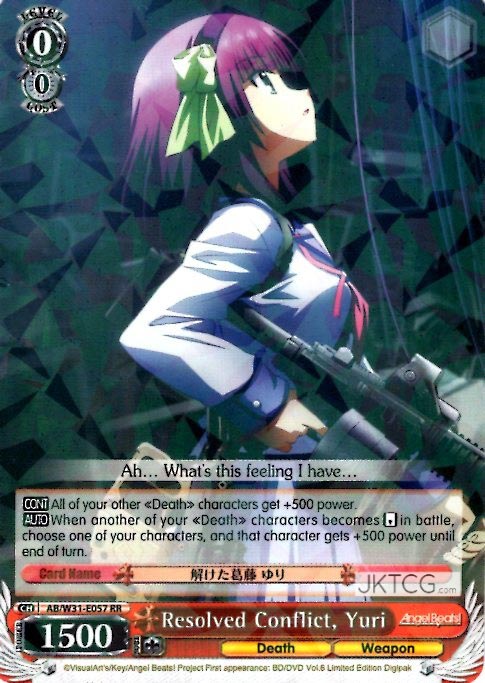 LEVEL
0
0
COST
Ah... What's this feeling I have...
CONT All of your other «Death» characters get +500 power.
AUTO When another of your «Death» characters becomes in battle,
choose one of your characters, and that character gets +500 power until
end of turn.
Card Name 解けた葛藤 ゆり
JKTCG.com
CH AB/W31-E057 RR
Resolved Conflict, Yuri
Angel Beats!
POWER 1500 SOUL
Death Weapon
©VisualArt's/Key/Angel Beats! Project First appearance: BD/DVD Vol.6 Limited Edition Digipak